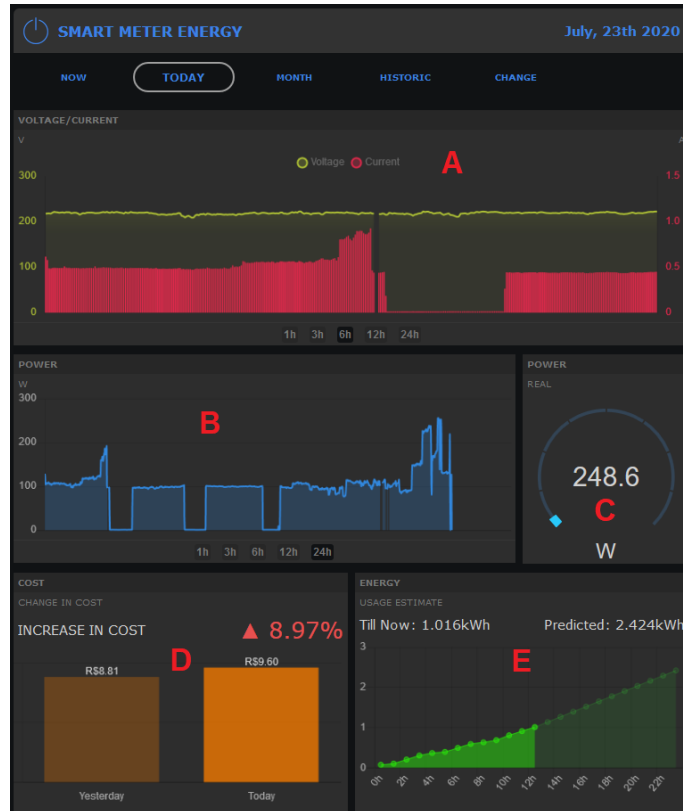 SMART METER ENERGY July, 23th 2020
NOW TODAY MONTH HISTORIC CHANGE
VOLTAGE/CURRENT
V A
Voltage Current
A
300 1.5
200 1.0
100 0.5
0 0
1h 3h 6h 12h 24h
POWER
W
300
B
200
100
0
1h 3h 6h 12h 24h
POWER
REAL
248.6
C
W
COST
CHANGE IN COST
INCREASE IN COST ▲ 8.97%
D
R$8.81 R$9.60
Yesterday Today
ENERGY
USAGE ESTIMATE
Till Now: 1.016kWh Predicted: 2.424kWh
3
E
2
1
0
0h 2h 4h 6h 8h 10h 12h 14h 16h 18h 20h 22h